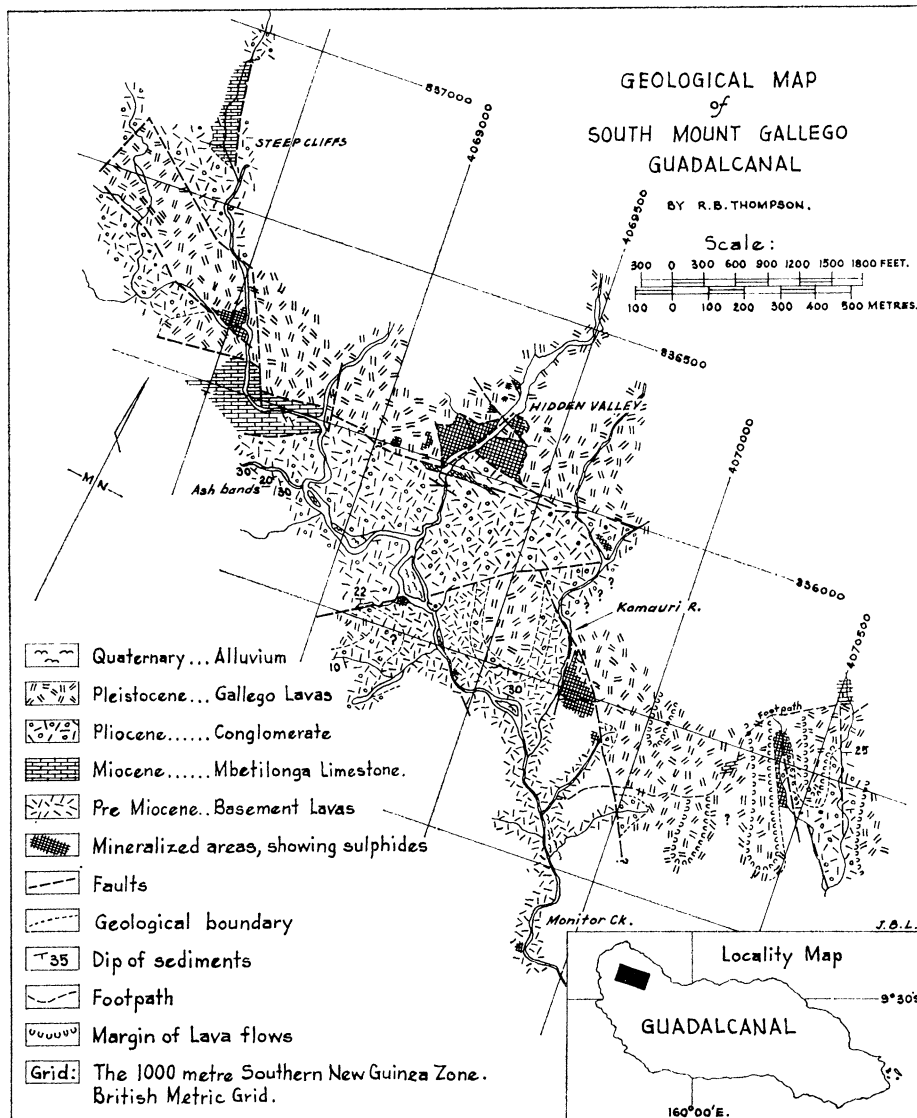 GEOLOGICAL MAP
of
SOUTH MOUNT GALLEGO
GUADALCANAL
BY R.B. THOMPSON.
Scale:
300 0 300 600 900 1200 1500 1800 FEET.
100 0 100 200 300 400 500 METRES.
837000
4069000
4069500
836500
4070000
836000
4070500
STEEP CLIFFS
HIDDEN VALLEY
Ash bands
30
20
30
M.N.
22
?
10
30
?
?
?
Kamauri R.
Footpath
25
?
?
Monitor Ck.
J.B.L.
Quaternary... Alluvium
Pleistocene... Gallego Lavas
Pliocene...... Conglomerate
Miocene...... Mbetilonga Limestone.
Pre Miocene.. Basement Lavas
Mineralized areas, showing sulphides
Faults
Geological boundary
35 Dip of sediments
Footpath
Margin of Lava flows
Grid: The 1000 metre Southern New Guinea Zone.
British Metric Grid.
Locality Map
9°30'S
GUADALCANAL
160°00'E.